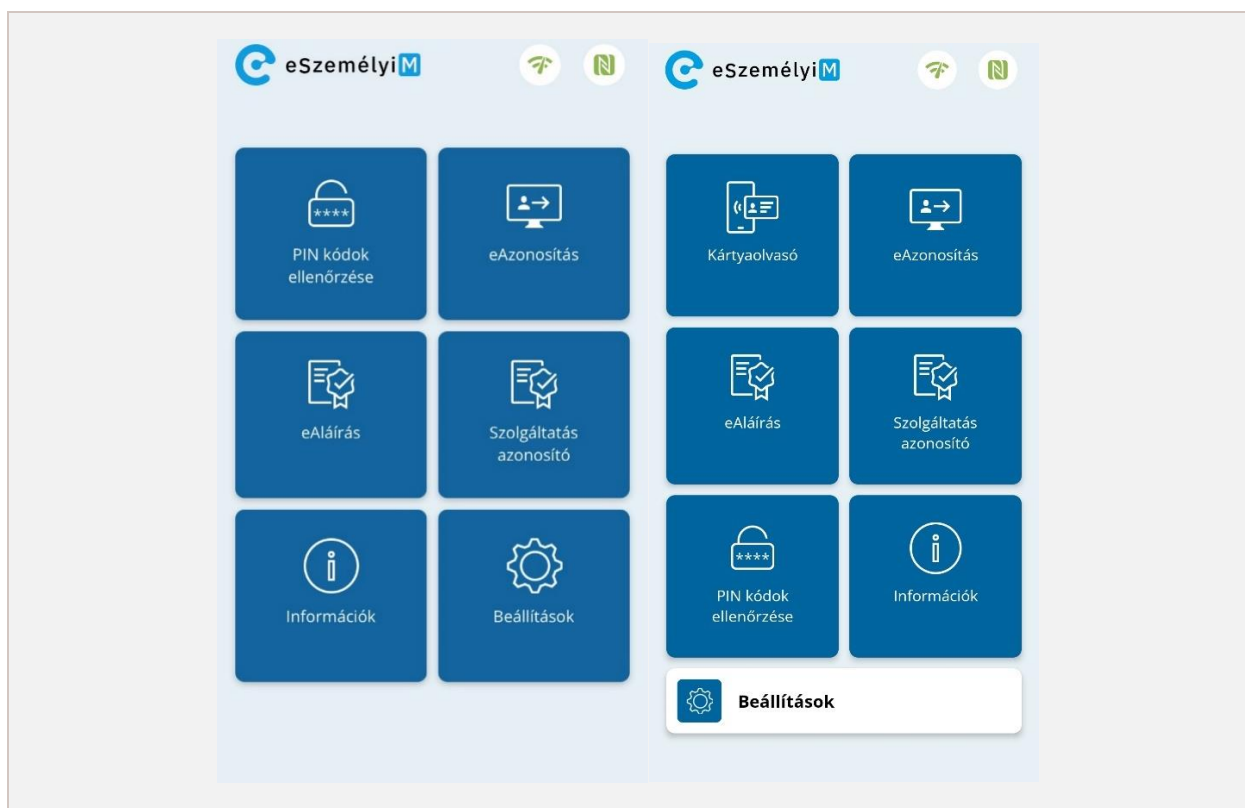 eSzemélyiM
PIN kódok
ellenőrzése
eAzonosítás
eAláírás
Szolgáltatás
azonosító
Információk
Beállítások
eSzemélyiM
Kártyaolvasó
eAzonosítás
eAláírás
Szolgáltatás
azonosító
PIN kódok
ellenőrzése
Információk
Beállítások